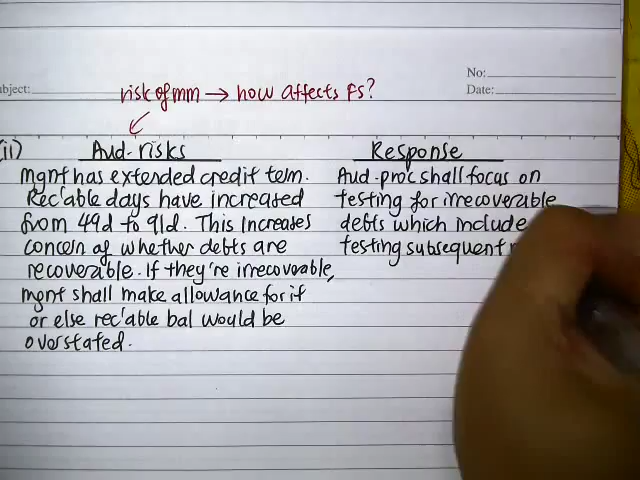 No:
ubject:
Date:
risk of mm → how affects FS?
(ii) Aud-risks Response
mgnt has extended credit term.
Rec'able days have increased
from 49d to 91d. This increases
concern of whether debts are
recoverable. If they're irrecoverable,
mgnt shall make allowance for it
or else rec'able bal would be
overstated.
Aud-proc shall focus on
testing for irrecoverable
debts which include
testing subsequent